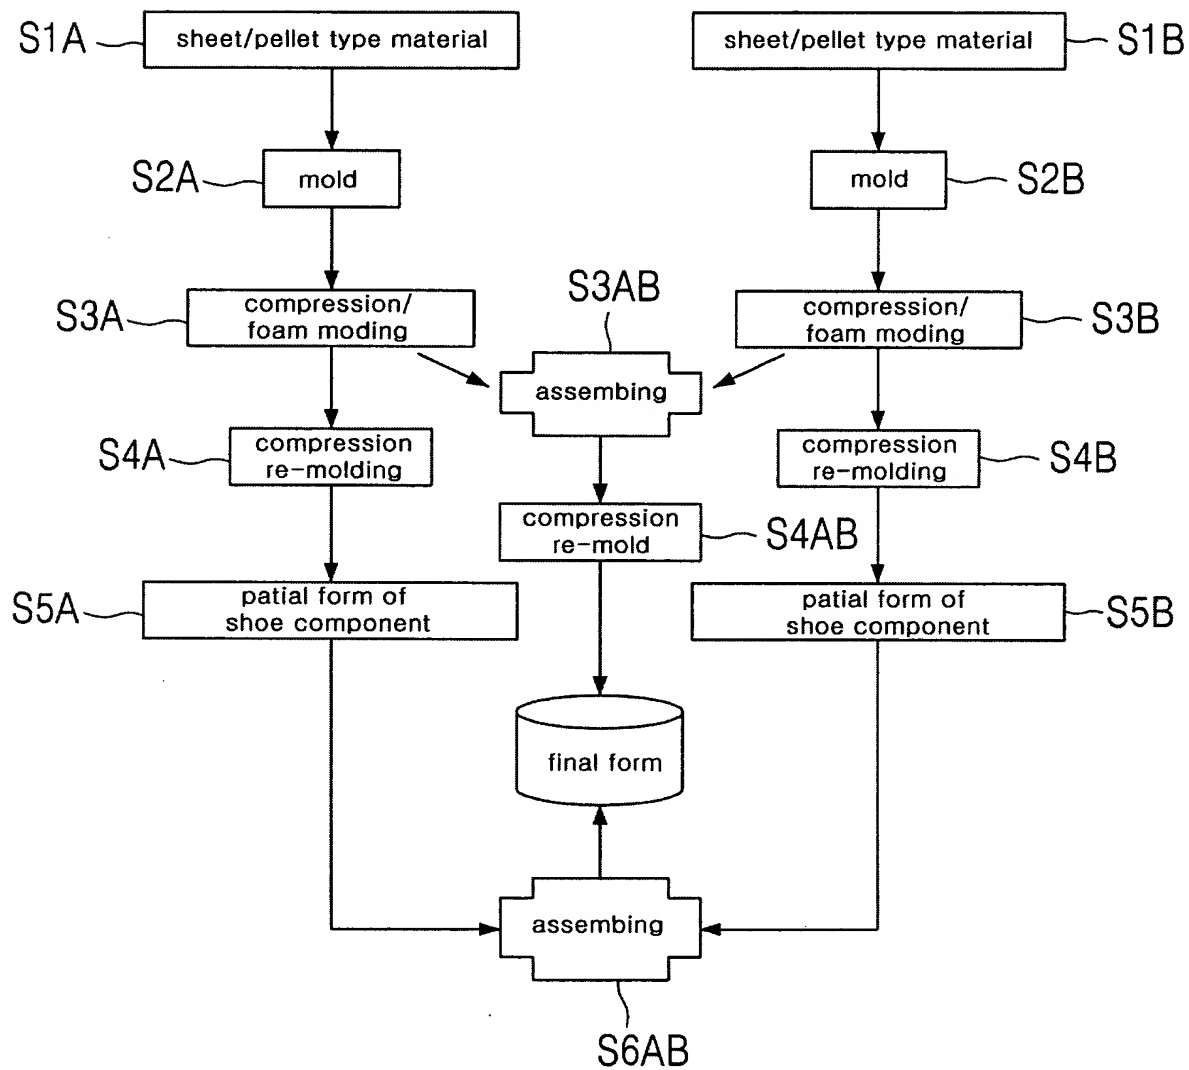 S1A
sheet/pellet type material
sheet/pellet type material
S1B
S2A
mold
mold
S2B
S3A
compression/
foam moding
S3AB
compression/
foam moding
S3B
assembing
S4A
compression
re-molding
compression
re-molding
S4B
compression
re-mold
S4AB
S5A
patial form of
shoe component
patial form of
shoe component
S5B
final form
assembing
S6AB